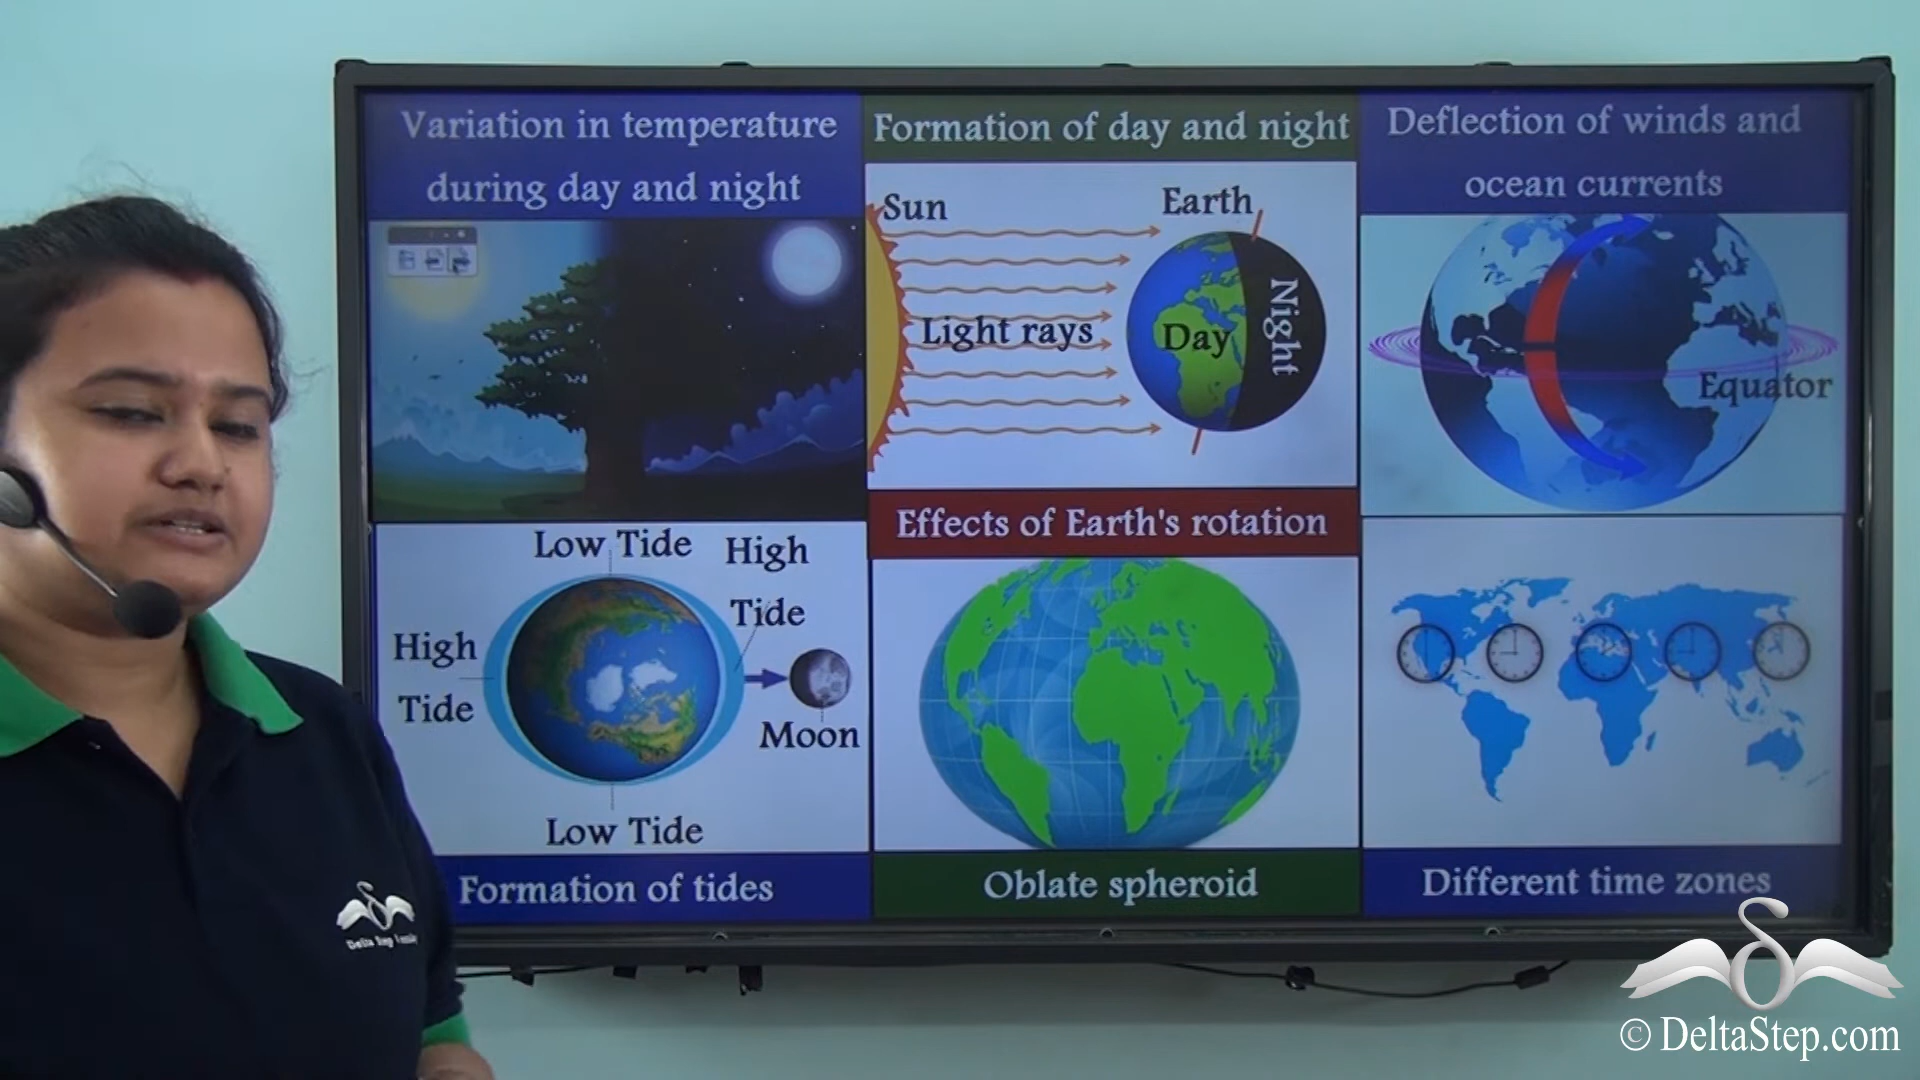 Variation in temperature
during day and night
Formation of day and night
Deflection of winds and
ocean currents
Sun
Earth
Light rays
Day
Night
Equator
Effects of Earth's rotation
Low Tide
High
Tide
High
Tide
Moon
Low Tide
Formation of tides
Oblate spheroid
Different time zones
Delta Step
© DeltaStep.com